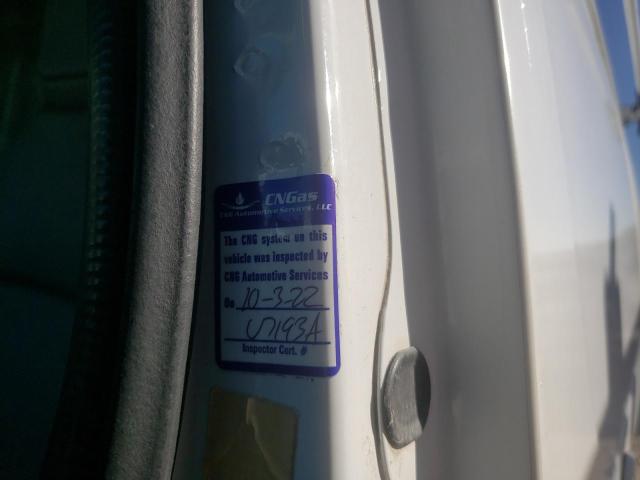 CNGas
CNG Automotive Services, LLC
The CNG system on this
vehicle was inspected by
CNG Automotive Services
On 10-3-22
U7193A
Inspector Cert. #